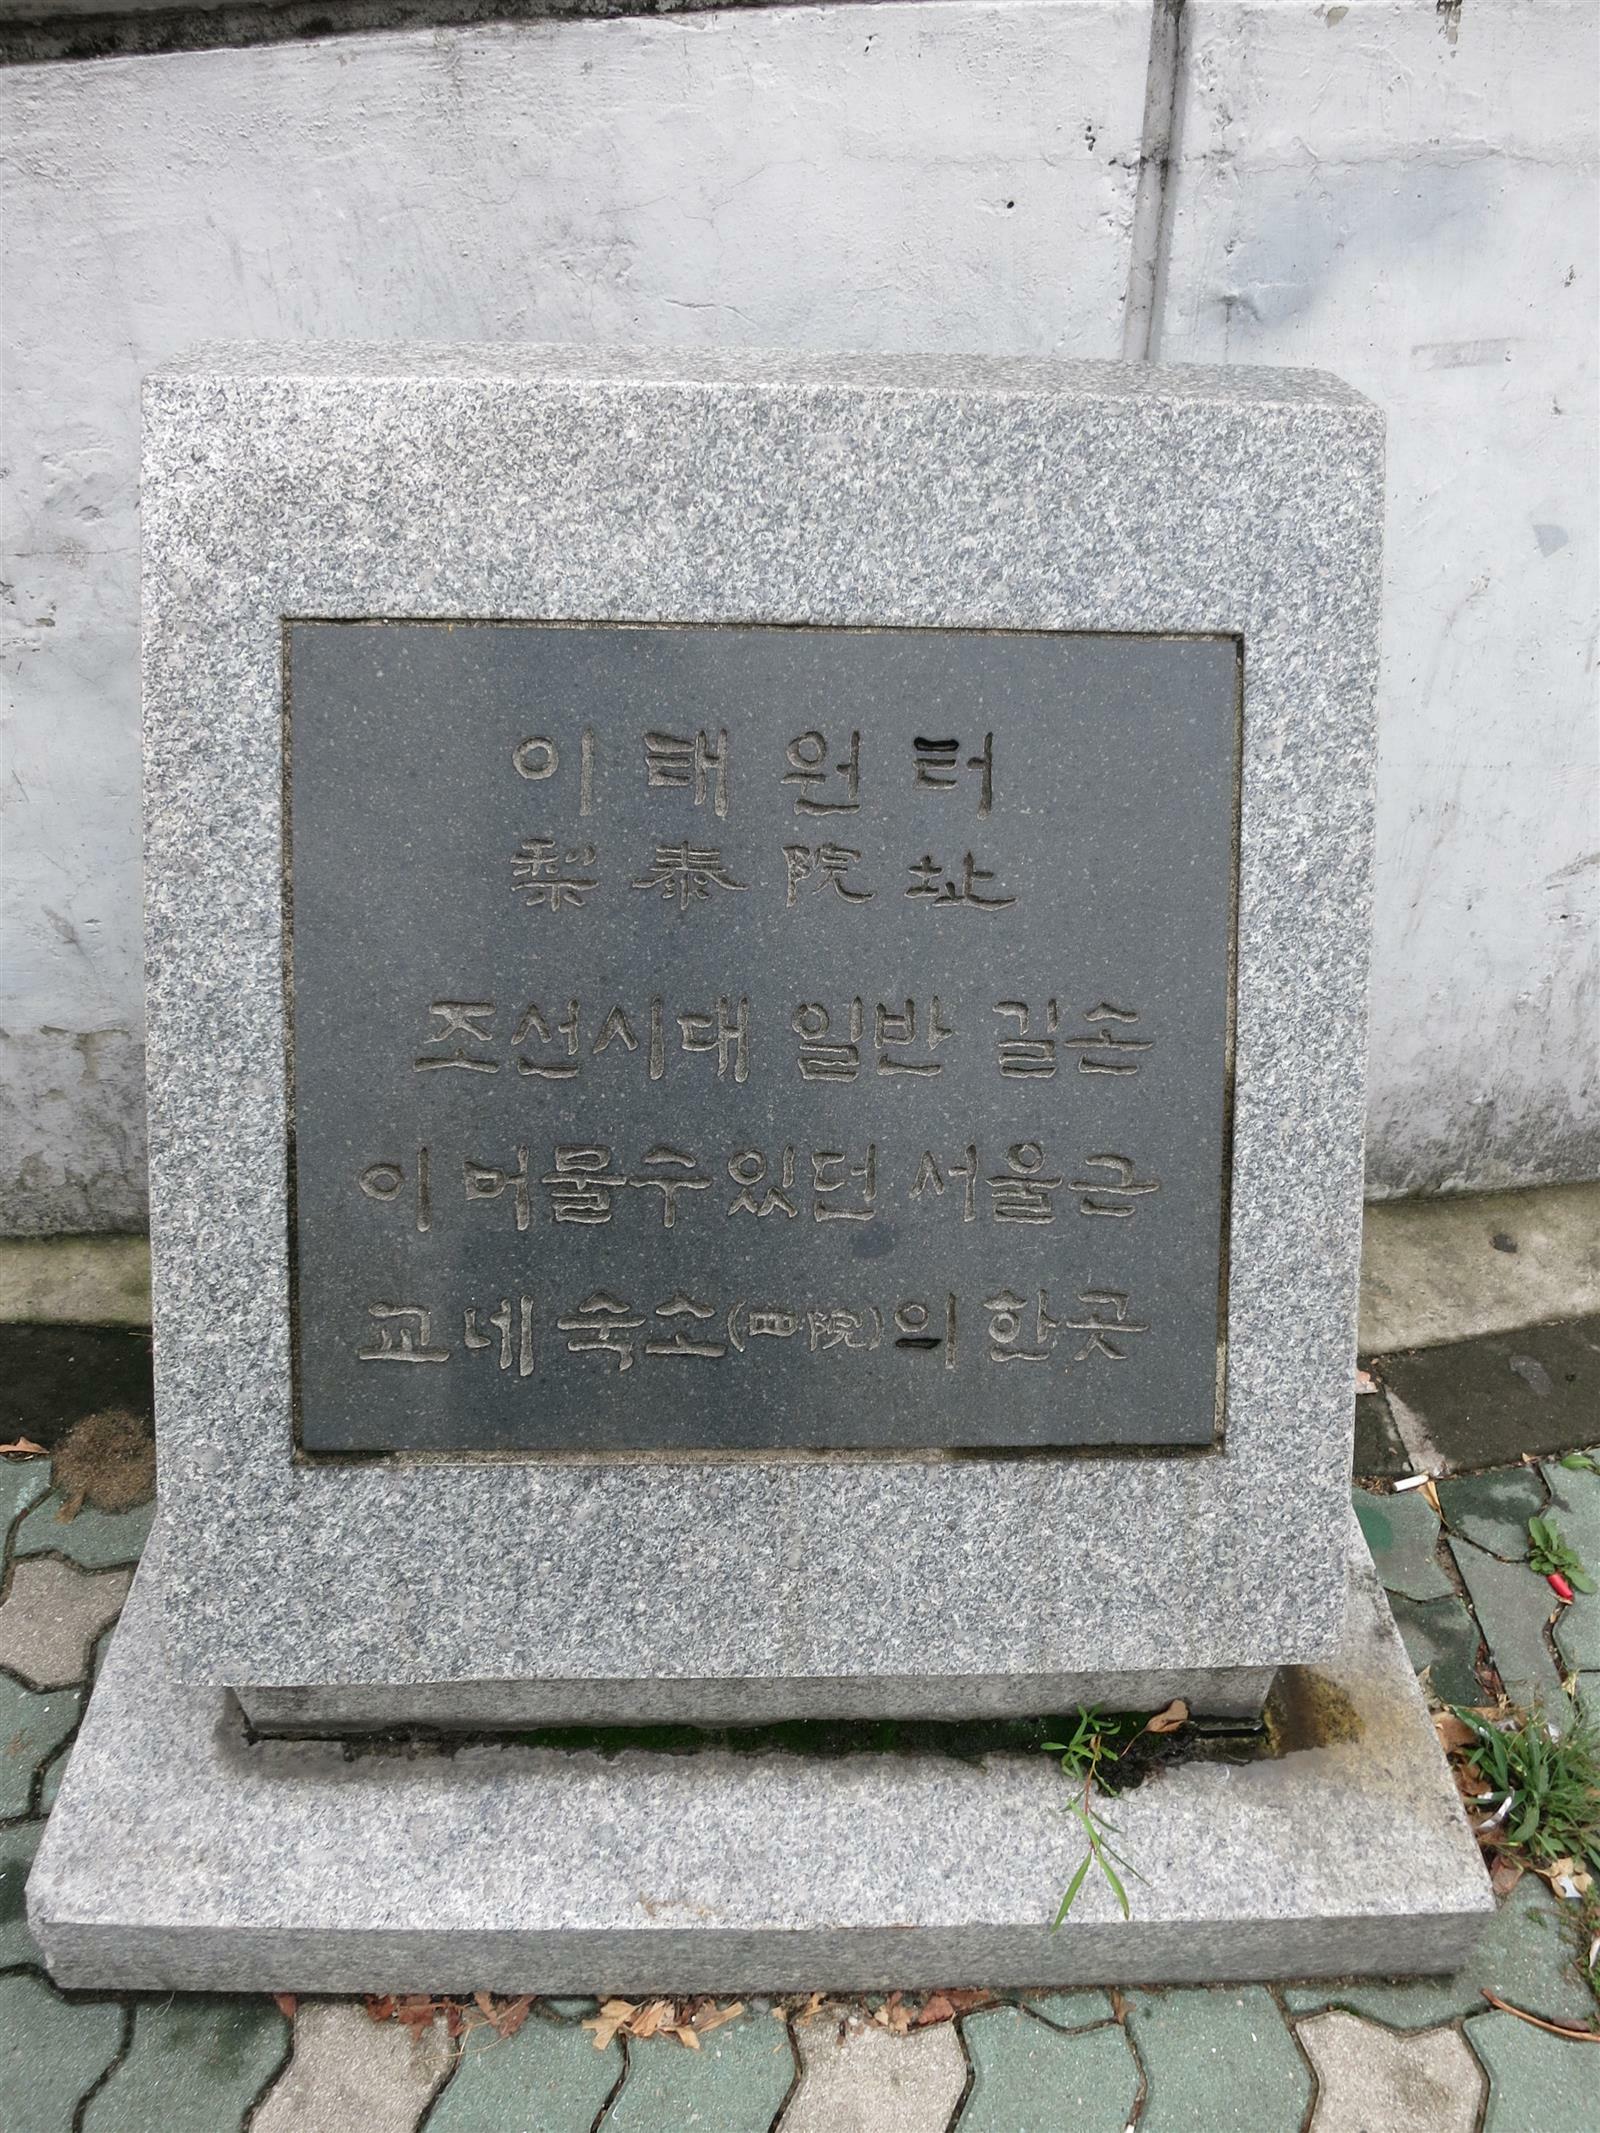 이태원터
梨泰院址
조선시대 일반 길손
이 머물수있던 서울근
교네 숙소(四院)의 한곳